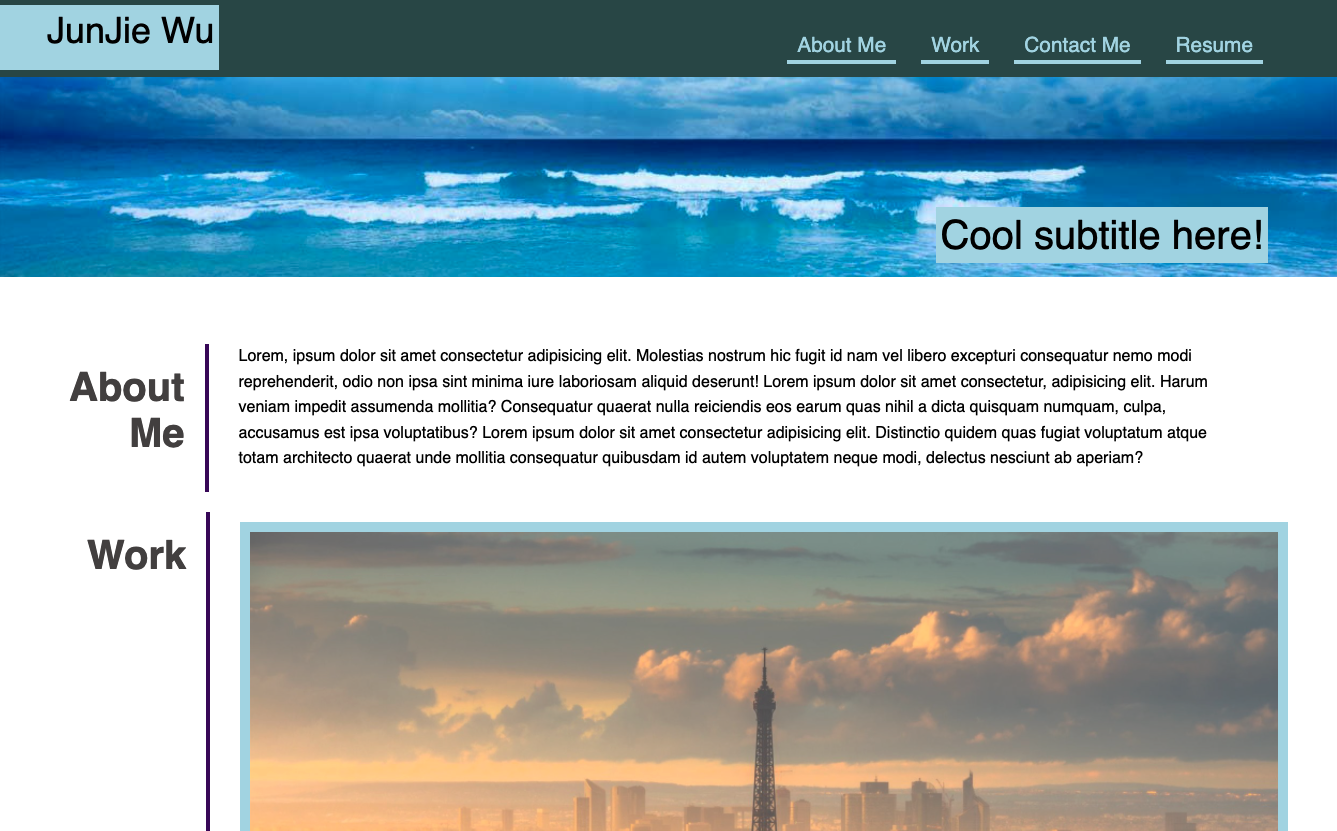 JunJie Wu
About Me Work Contact Me Resume
Cool subtitle here!
About
Me
Lorem, ipsum dolor sit amet consectetur adipisicing elit. Molestias nostrum hic fugit id nam vel libero excepturi consequatur nemo modi
reprehenderit, odio non ipsa sint minima iure laboriosam aliquid deserunt! Lorem ipsum dolor sit amet consectetur, adipisicing elit. Harum
veniam impedit assumenda mollitia? Consequatur quaerat nulla reiciendis eos earum quas nihil a dicta quisquam numquam, culpa,
accusamus est ipsa voluptatibus? Lorem ipsum dolor sit amet consectetur adipisicing elit. Distinctio quidem quas fugiat voluptatum atque
totam architecto quaerat unde mollitia consequatur quibusdam id autem voluptatem neque modi, delectus nesciunt ab aperiam?
Work